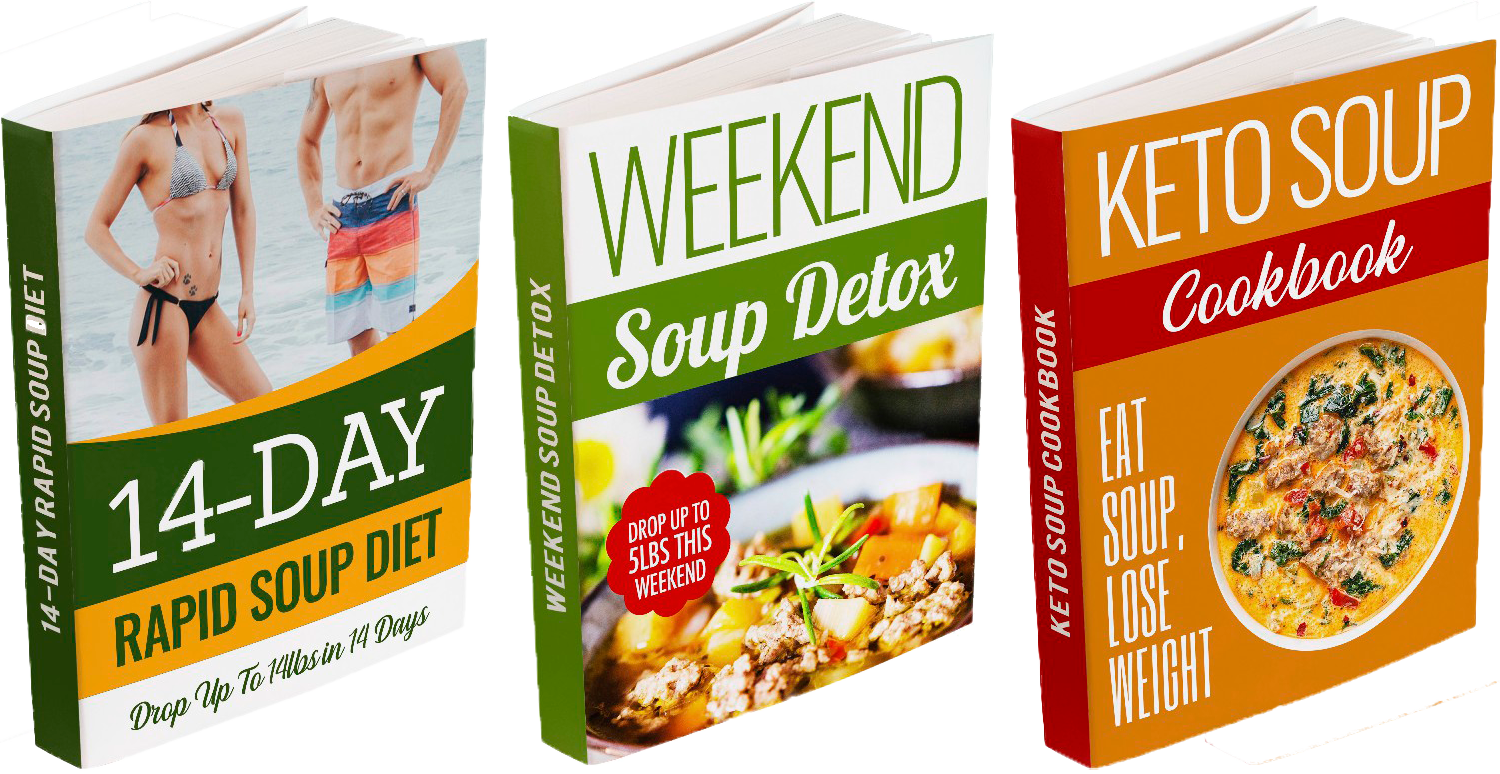 14-DAY RAPID SOUP DIET
14-DAY
RAPID SOUP DIET
Drop Up To 14lbs in 14 Days
WEEKEND SOUP DETOX
WEEKEND
Soup Detox
DROP UP TO
5LBS THIS
WEEKEND
KETO SOUP COOKBOOK
KETO SOUP
Cookbook
EAT
SOUP.
LOSE
WEIGHT